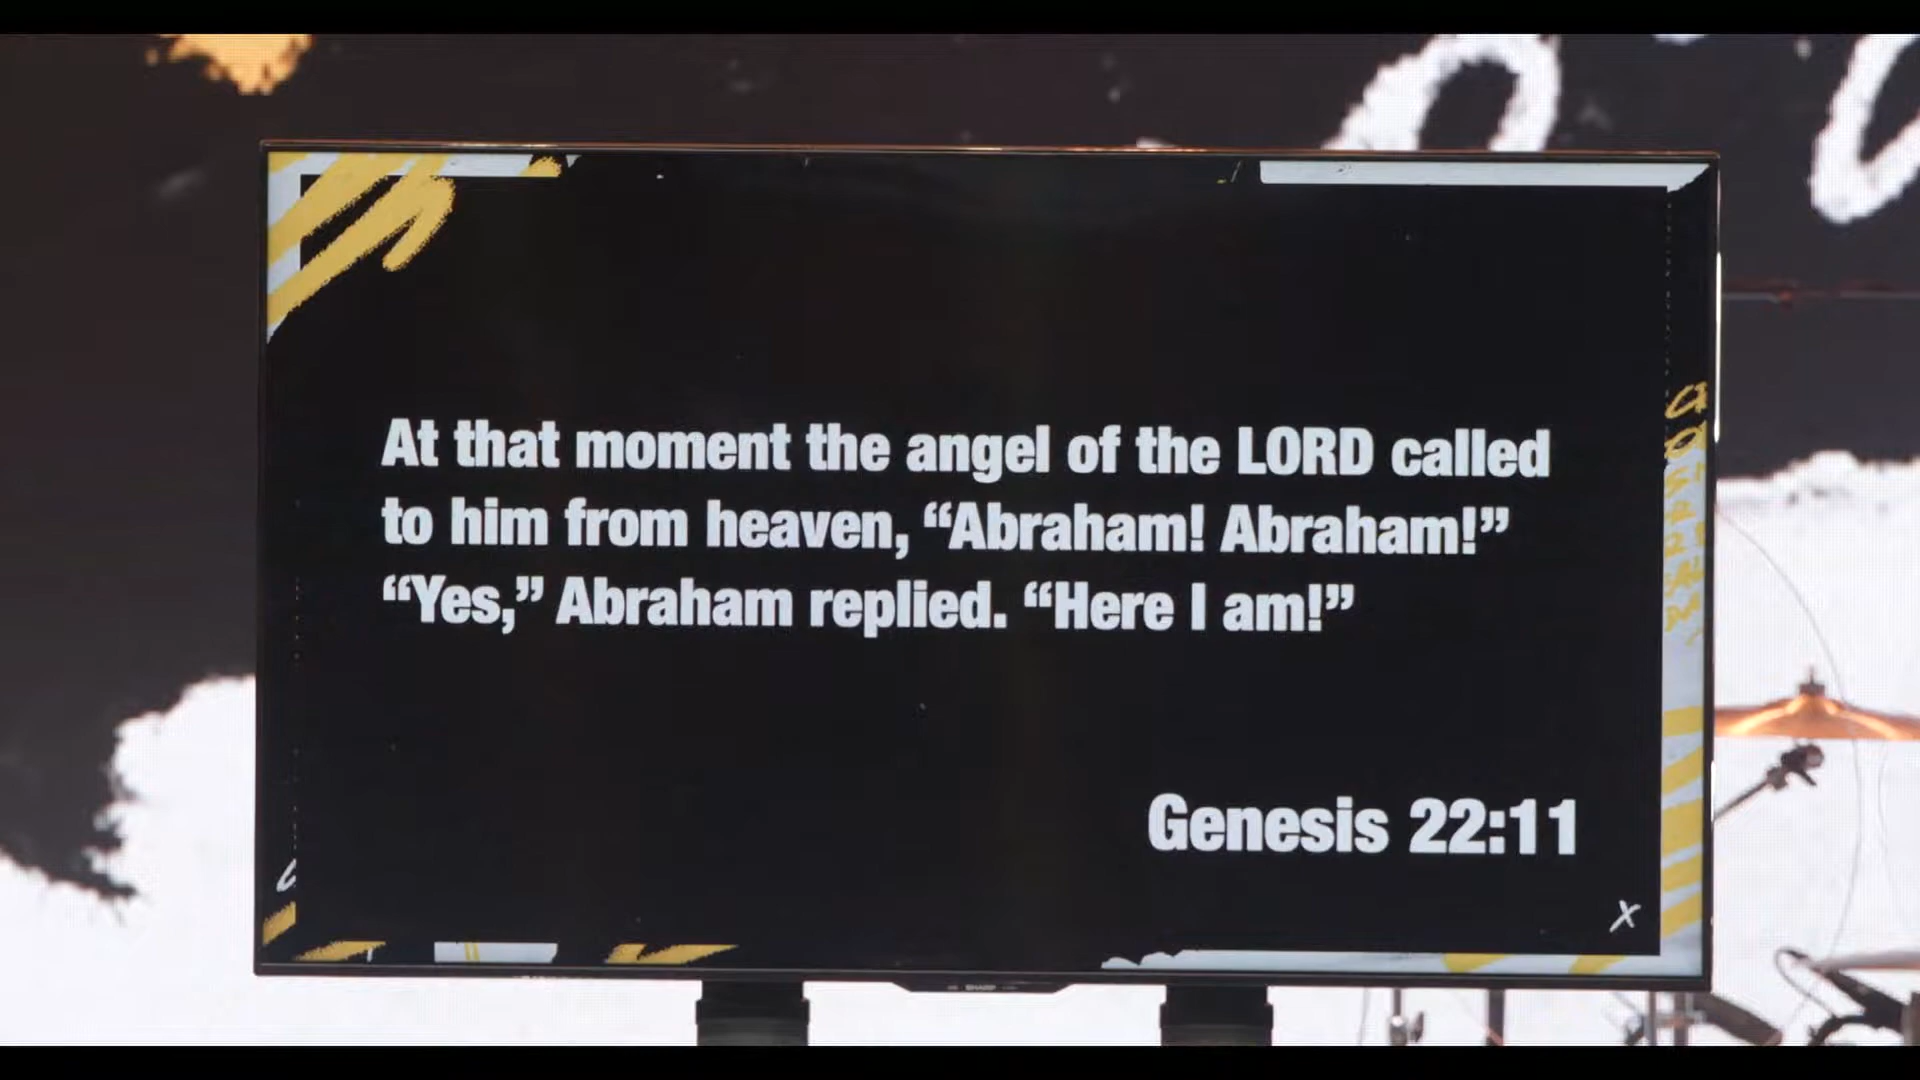 At that moment the angel of the LORD called
to him from heaven, “Abraham! Abraham!”
“Yes,” Abraham replied. “Here I am!”
Genesis 22:11
X
SHARP